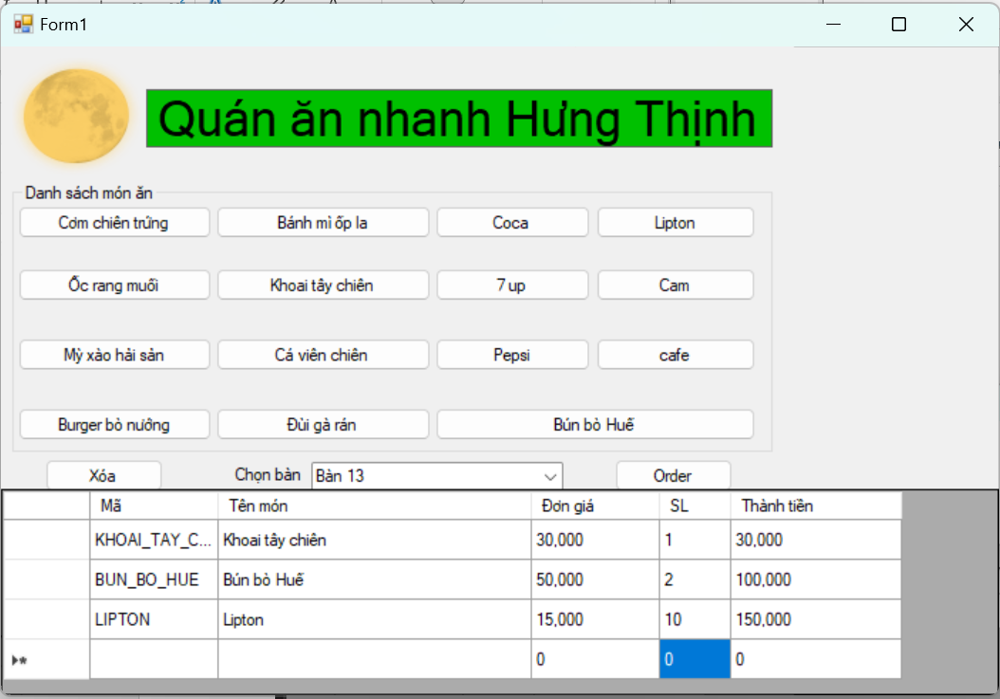 Form1
Quán ăn nhanh Hưng Thịnh
Danh sách món ăn
Cơm chiên trứng Bánh mì ốp la Coca Lipton
Ốc rang muối Khoai tây chiên 7 up Cam
Mỳ xào hải sản Cá viên chiên Pepsi cafe
Burger bò nướng Đùi gà rán Bún bò Huế
Xóa Chọn bàn Bàn 13 Order
Mã Tên món Đơn giá SL Thành tiền
KHOAI_TAY_C... Khoai tây chiên 30,000 1 30,000
BUN_BO_HUE Bún bò Huế 50,000 2 100,000
LIPTON Lipton 15,000 10 150,000
0 0 0